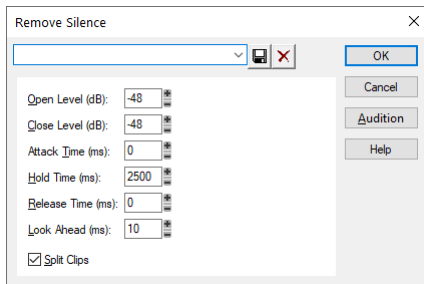 Remove Silence
OK
Cancel
Audition
Help
Open Level (dB): -48
Close Level (dB): -48
Attack Time (ms): 0
Hold Time (ms): 2500
Release Time (ms): 0
Look Ahead (ms): 10
Split Clips